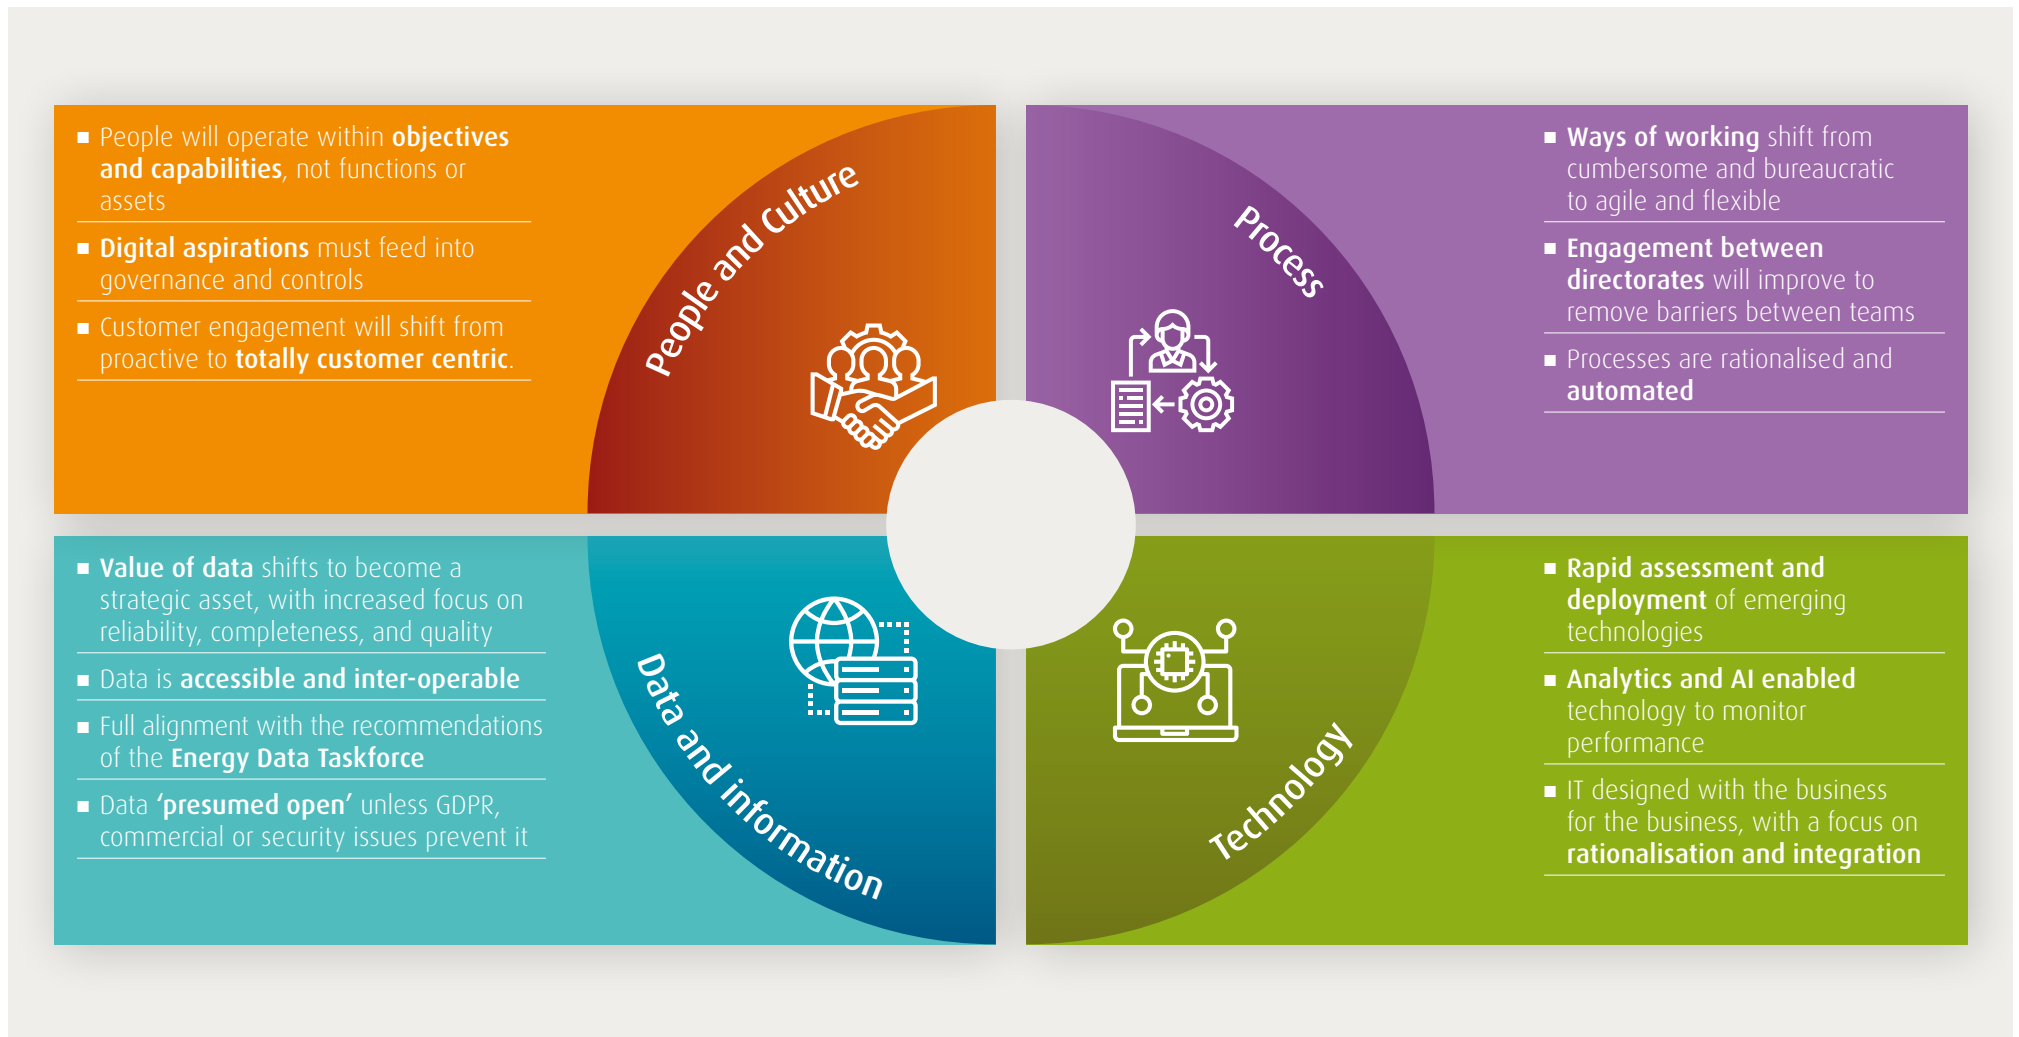 ■ People will operate within objectives
and capabilities, not functions or
assets
■ Digital aspirations must feed into
governance and controls
■ Customer engagement will shift from
proactive to totally customer centric.
People and Culture
Process
■ Ways of working shift from
cumbersome and bureaucratic
to agile and flexible
■ Engagement between
directorates will improve to
remove barriers between teams
■ Processes are rationalised and
automated
■ Value of data shifts to become a
strategic asset, with increased focus on
reliability, completeness, and quality
■ Data is accessible and inter-operable
■ Full alignment with the recommendations
of the Energy Data Taskforce
■ Data ‘presumed open’ unless GDPR,
commercial or security issues prevent it
Data and information
Technology
■ Rapid assessment and
deployment of emerging
technologies
■ Analytics and AI enabled
technology to monitor
performance
■ IT designed with the business
for the business, with a focus on
rationalisation and integration